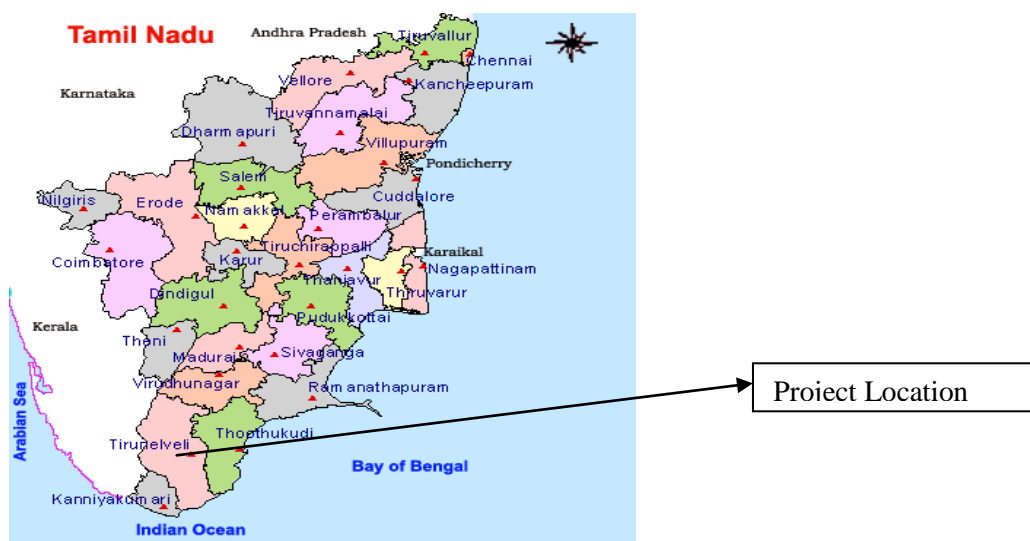 Tamil Nadu
Andhra Pradesh
Tiruvallur
Chennai
Vellore
Kancheepuram
Karnataka
Tiruvannamalai
Dharmapuri
Villupuram
Pondicherry
Salem
Cuddalore
Nilgiris
Erode
Namakkal
Perambalur
Tiruchirappalli
Karaikal
Coimbatore
Karur
Nagapattinam
Thanjavur
Thiruvarur
Dindigul
Pudukkottai
Kerala
Theni
Madurai
Sivaganga
Virudhunagar
Ramanathapuram
Project Location
Arabian Sea
Tirunelveli
Thoothukudi
Bay of Bengal
Kanniyakumari
Indian Ocean